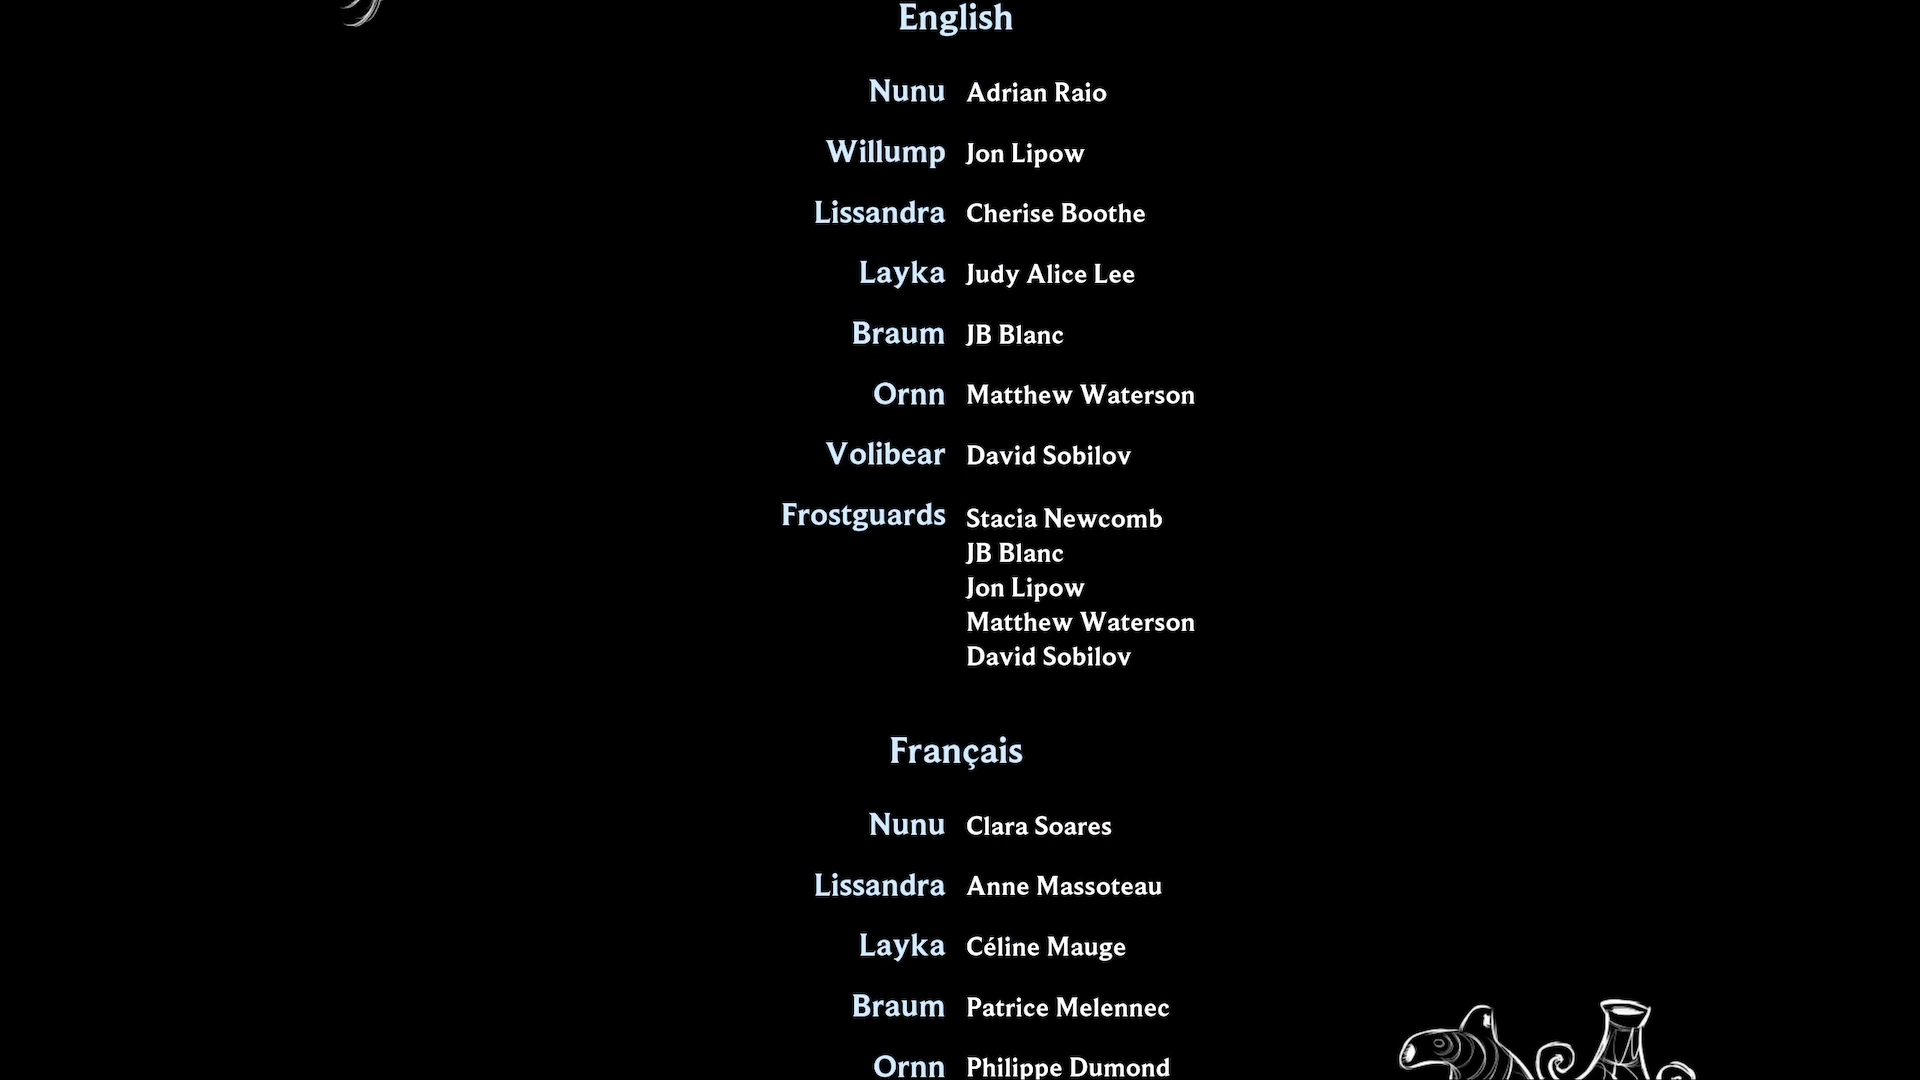 English
Nunu Adrian Raio
Willump Jon Lipow
Lissandra Cherise Boothe
Layka Judy Alice Lee
Braum JB Blanc
Ornn Matthew Waterson
Volibear David Sobilov
Frostguards Stacia Newcomb
JB Blanc
Jon Lipow
Matthew Waterson
David Sobilov
Français
Nunu Clara Soares
Lissandra Anne Massoteau
Layka Céline Mauge
Braum Patrice Melennec
Ornn Philippe Dumond